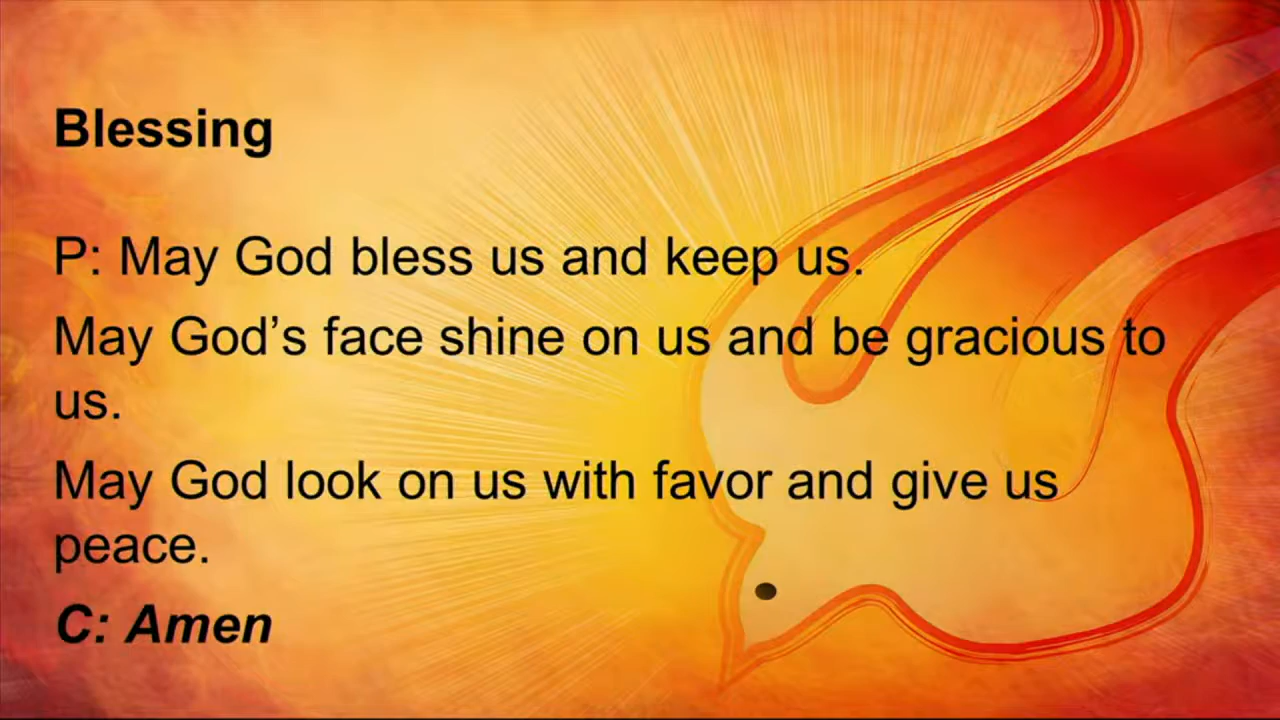 Blessing
P: May God bless us and keep us.
May God’s face shine on us and be gracious to
us.
May God look on us with favor and give us
peace.
C: Amen